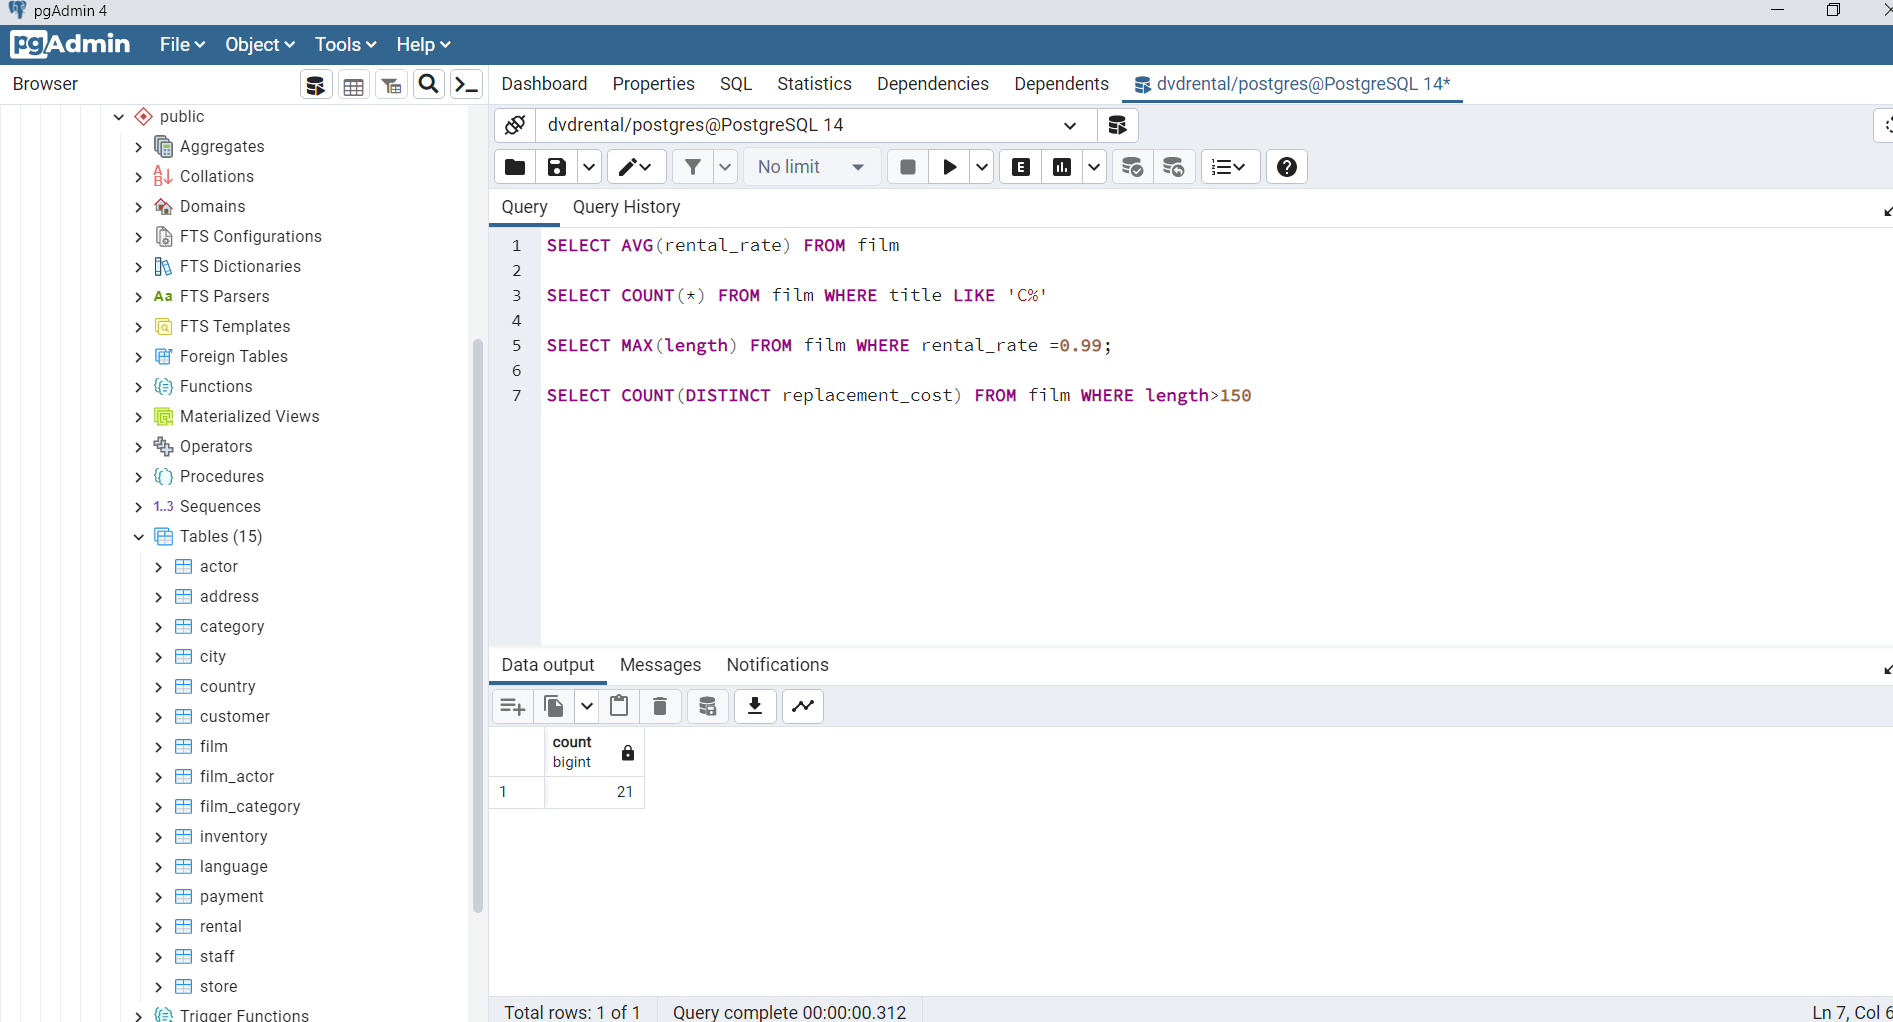 pgAdmin 4
pgAdmin File Object Tools Help
Browser
Dashboard Properties SQL Statistics Dependencies Dependents dvdrental/postgres@PostgreSQL 14*
public
Aggregates
Collations
Domains
FTS Configurations
FTS Dictionaries
Aa FTS Parsers
FTS Templates
Foreign Tables
Functions
Materialized Views
Operators
Procedures
1..3 Sequences
Tables (15)
actor
address
category
city
country
customer
film
film_actor
film_category
inventory
language
payment
rental
staff
store
Trigger Functions
dvdrental/postgres@PostgreSQL 14
No limit
E
Query Query History
1 SELECT AVG(rental_rate) FROM film
2
3 SELECT COUNT(*) FROM film WHERE title LIKE 'C%'
4
5 SELECT MAX(length) FROM film WHERE rental_rate =0.99;
6
7 SELECT COUNT(DISTINCT replacement_cost) FROM film WHERE length>150
Data output Messages Notifications
count
bigint
1 21
Total rows: 1 of 1 Query complete 00:00:00.312 Ln 7, Col 6